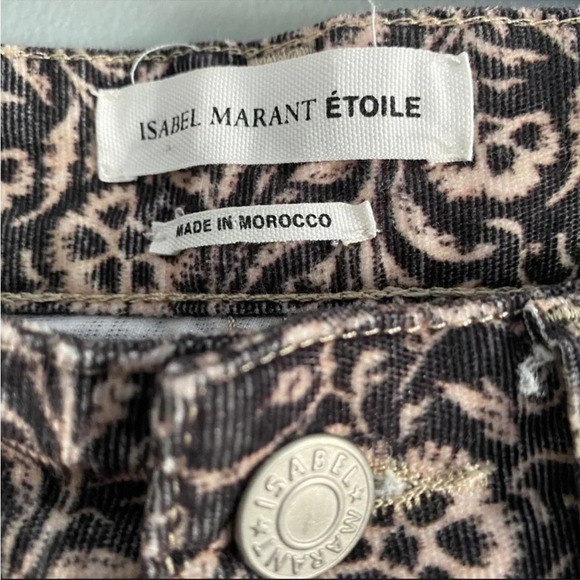 ISABEL MARANT ÉTOILE
MADE IN MOROCCO
ISABEL ★ MARANT ★